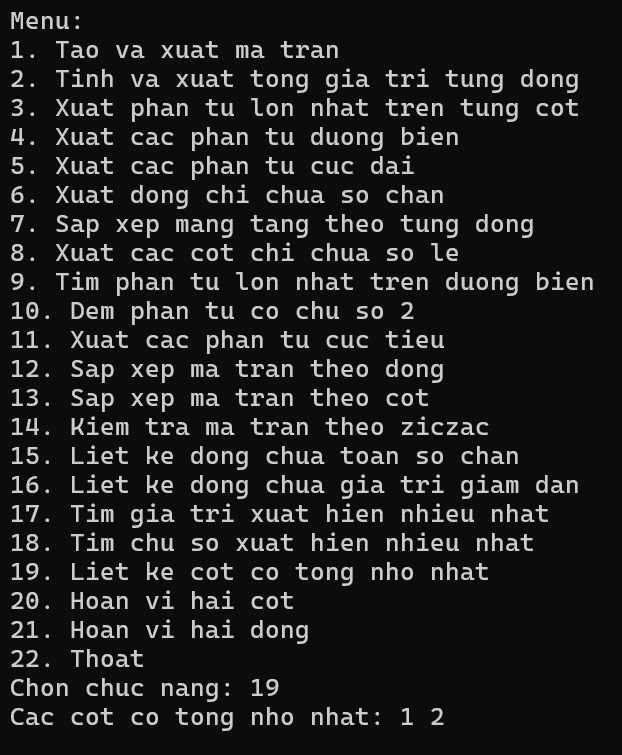 Menu:
1. Tao va xuat ma tran
2. Tinh va xuat tong gia tri tung dong
3. Xuat phan tu lon nhat tren tung cot
4. Xuat cac phan tu duong bien
5. Xuat cac phan tu cuc dai
6. Xuat dong chi chua so chan
7. Sap xep mang tang theo tung dong
8. Xuat cac cot chi chua so le
9. Tim phan tu lon nhat tren duong bien
10. Dem phan tu co chu so 2
11. Xuat cac phan tu cuc tieu
12. Sap xep ma tran theo dong
13. Sap xep ma tran theo cot
14. Kiem tra ma tran theo ziczac
15. Liet ke dong chua toan so chan
16. Liet ke dong chua gia tri giam dan
17. Tim gia tri xuat hien nhieu nhat
18. Tim chu so xuat hien nhieu nhat
19. Liet ke cot co tong nho nhat
20. Hoan vi hai cot
21. Hoan vi hai dong
22. Thoat
Chon chuc nang: 19
Cac cot co tong nho nhat: 1 2